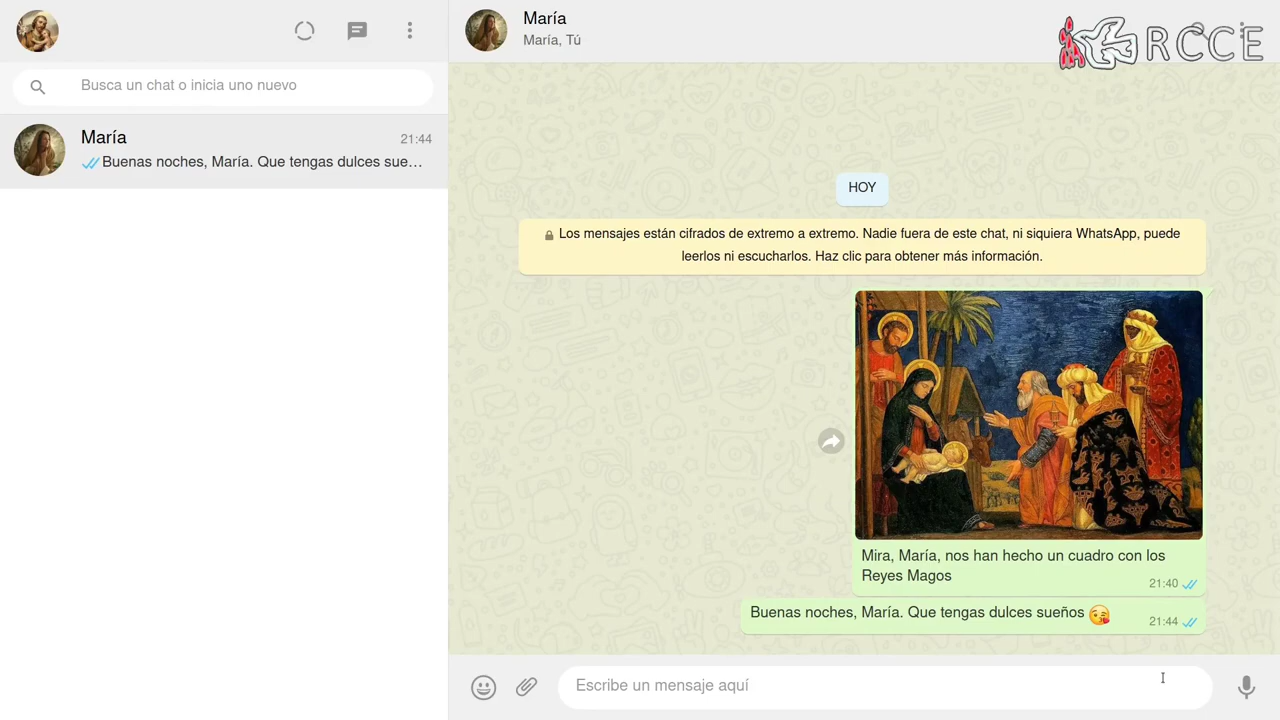 María
María, Tú
RCCE
Busca un chat o inicia uno nuevo
María
21:44
Buenas noches, María. Que tengas dulces sue…
HOY
Los mensajes están cifrados de extremo a extremo. Nadie fuera de este chat, ni siquiera WhatsApp, puede
leerlos ni escucharlos. Haz clic para obtener más información.
Mira, María, nos han hecho un cuadro con los
Reyes Magos
21:40
Buenas noches, María. Que tengas dulces sueños 😘
21:44
Escribe un mensaje aquí